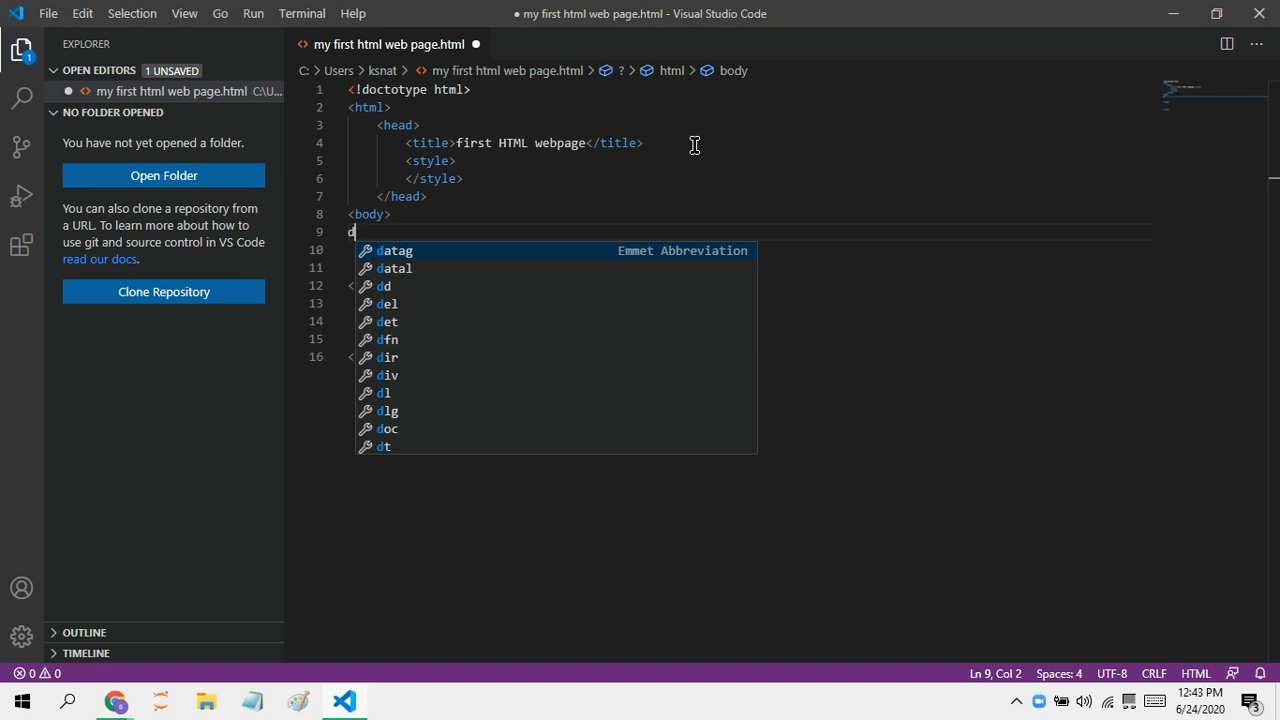 File Edit Selection View Go Run Terminal Help ● my first html web page.html - Visual Studio Code
EXPLORER
my first html web page.html ●
OPEN EDITORS 1 UNSAVED
C: > Users > ksnat > my first html web page.html > ? > html > body
● my first html web page.html C:\U...
NO FOLDER OPENED
You have not yet opened a folder.
Open Folder
You can also clone a repository from
a URL. To learn more about how to
use git and source control in VS Code
read our docs.
Clone Repository
OUTLINE
TIMELINE
1 <!doctotype html>
2 <html>
3 <head>
4 <title>first HTML webpage</title>
5 <style>
6 </style>
7 </head>
8 <body>
9 d
10 datag Emmet Abbreviation
11 datal
12 < dd
13 del
14 det
15 dfn
16 < dir
div
dl
dlg
doc
dt
1
0 0 Ln 9, Col 2 Spaces: 4 UTF-8 CRLF HTML
12:43 PM
6/24/2020
3